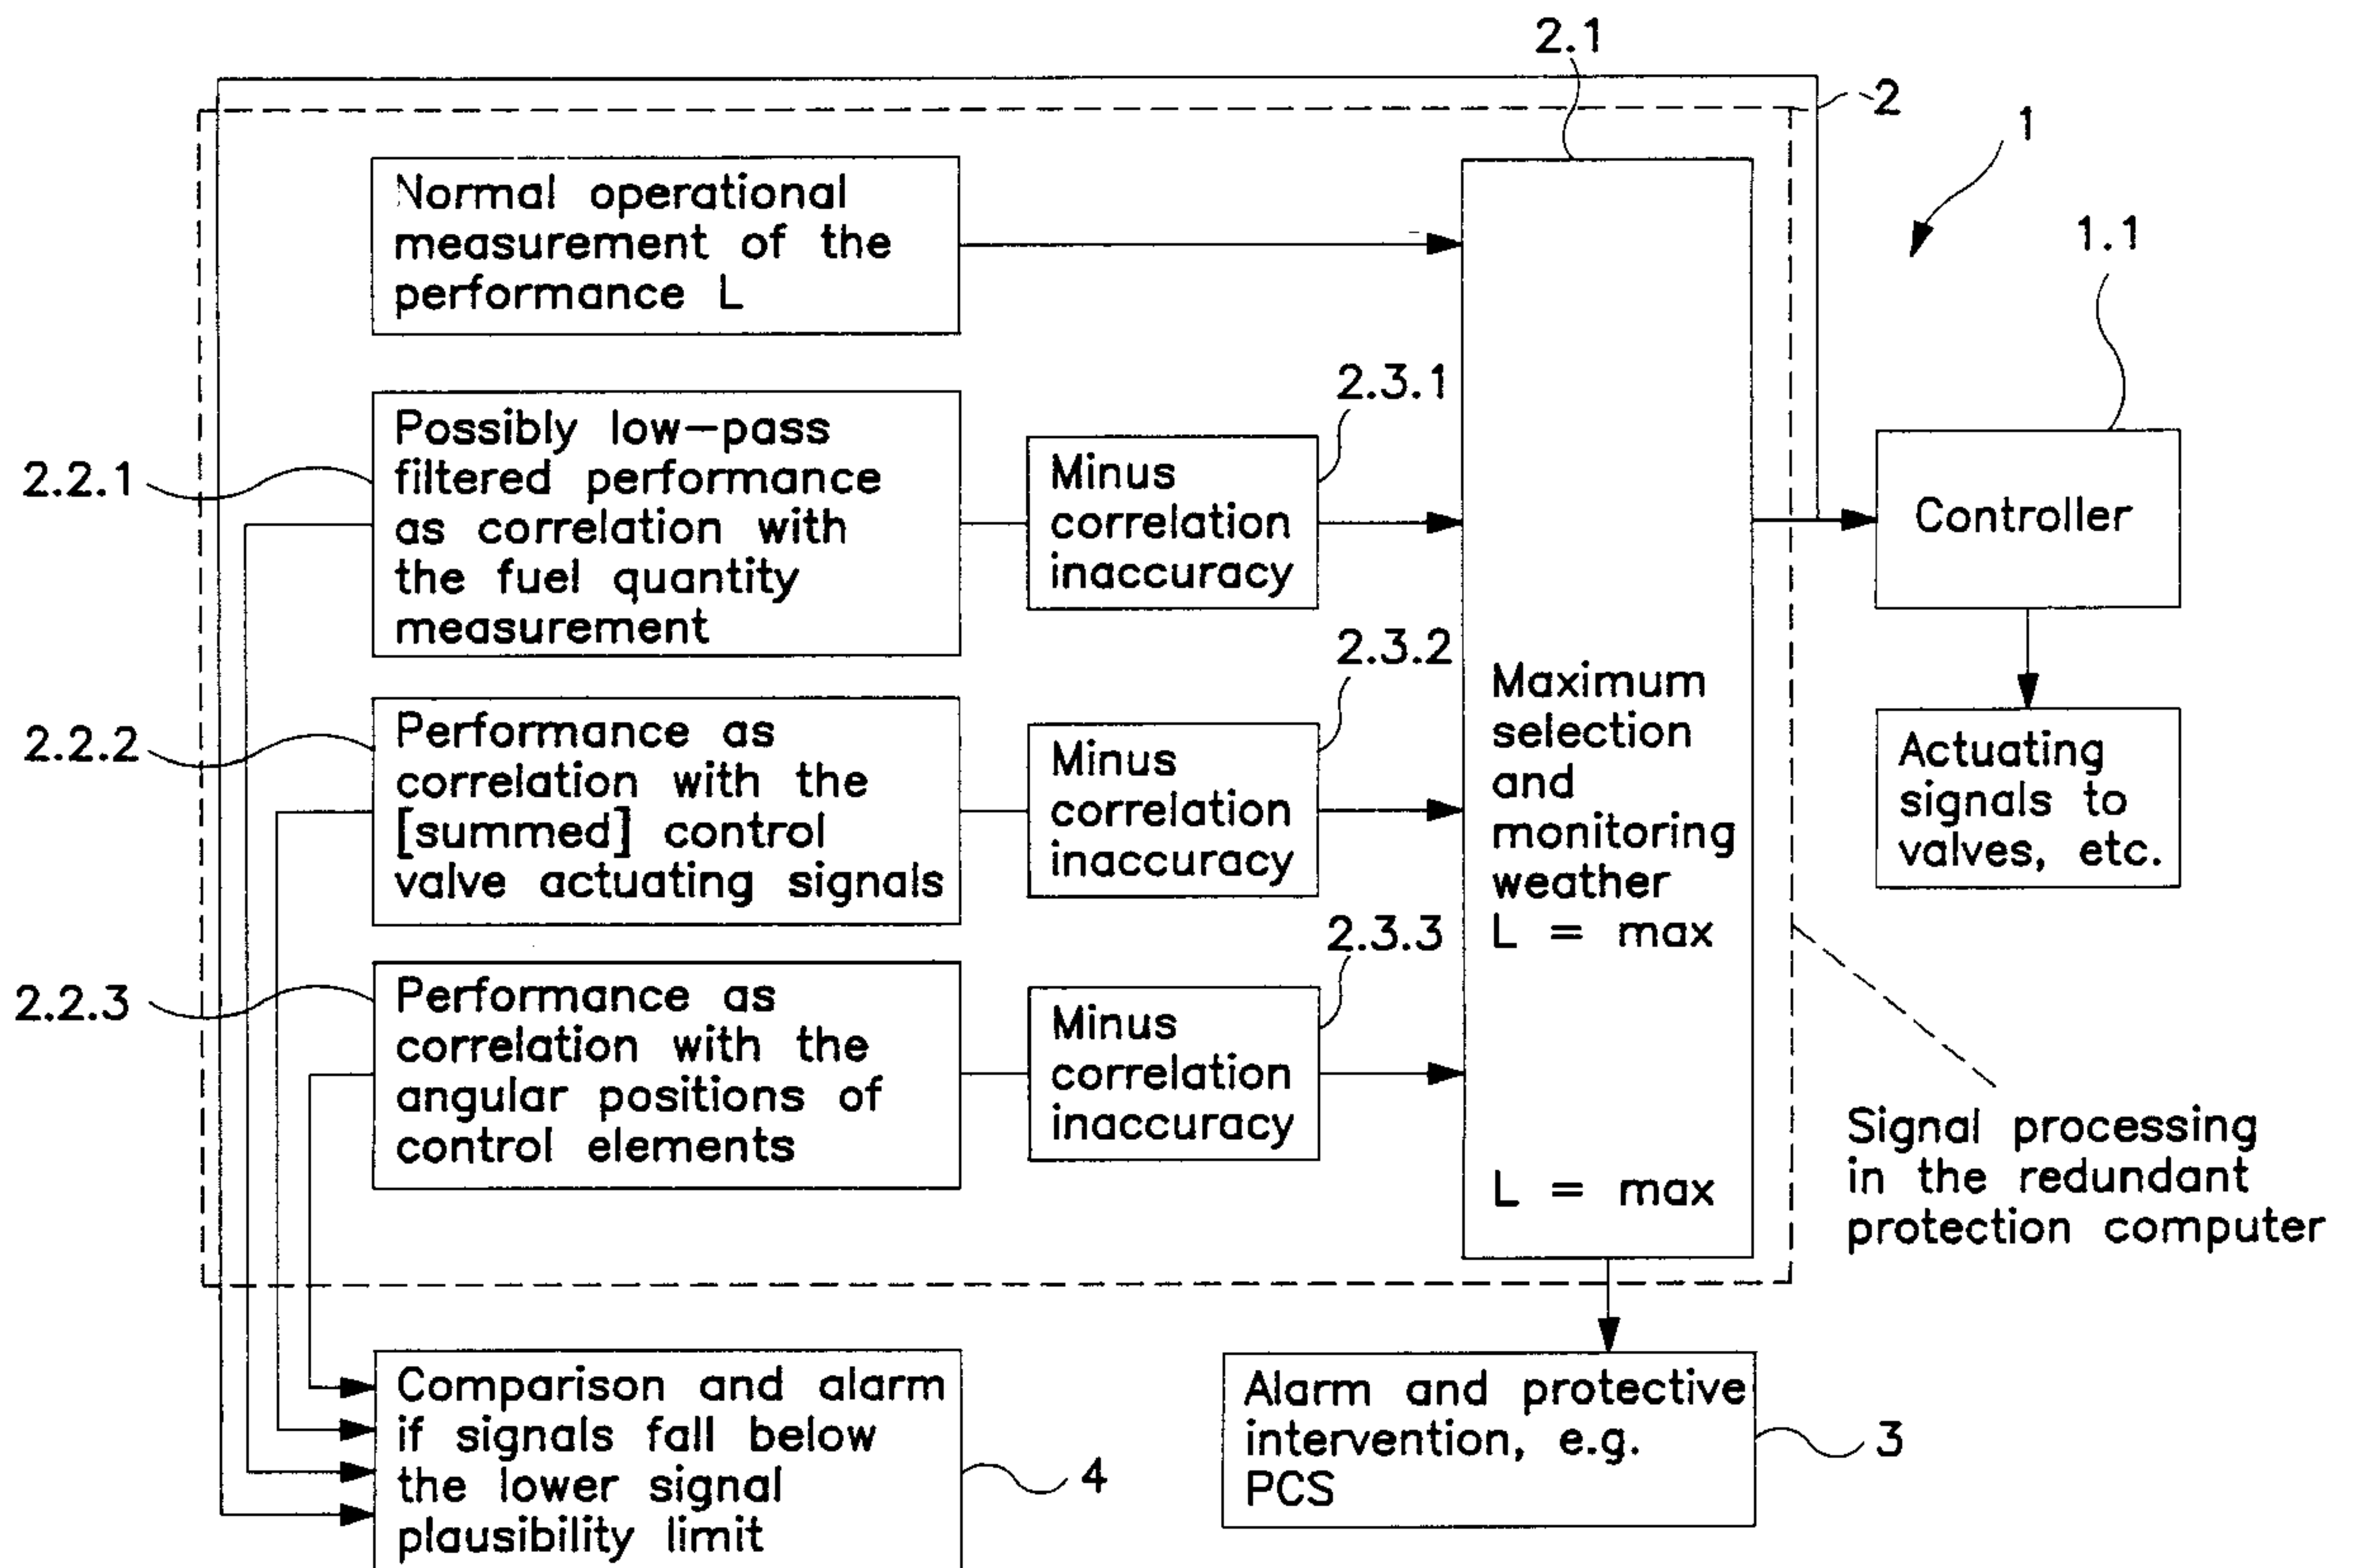 2.1
2
1
Normal operational
measurement of the
performance L
1.1
2.3.1
2.2.1
Possibly low-pass
filtered performance
as correlation with
the fuel quantity
measurement
Minus
correlation
inaccuracy
Controller
2.3.2
2.2.2
Performance as
correlation with the
[summed] control
valve actuating signals
Minus
correlation
inaccuracy
Maximum
selection
and
monitoring
weather
L = max
L = max
Actuating
signals to
valves, etc.
2.3.3
2.2.3
Performance as
correlation with the
angular positions of
control elements
Minus
correlation
inaccuracy
Signal processing
in the redundant
protection computer
Comparison and alarm
if signals fall below
the lower signal
plausibility limit
4
Alarm and protective
intervention, e.g.
PCS
3